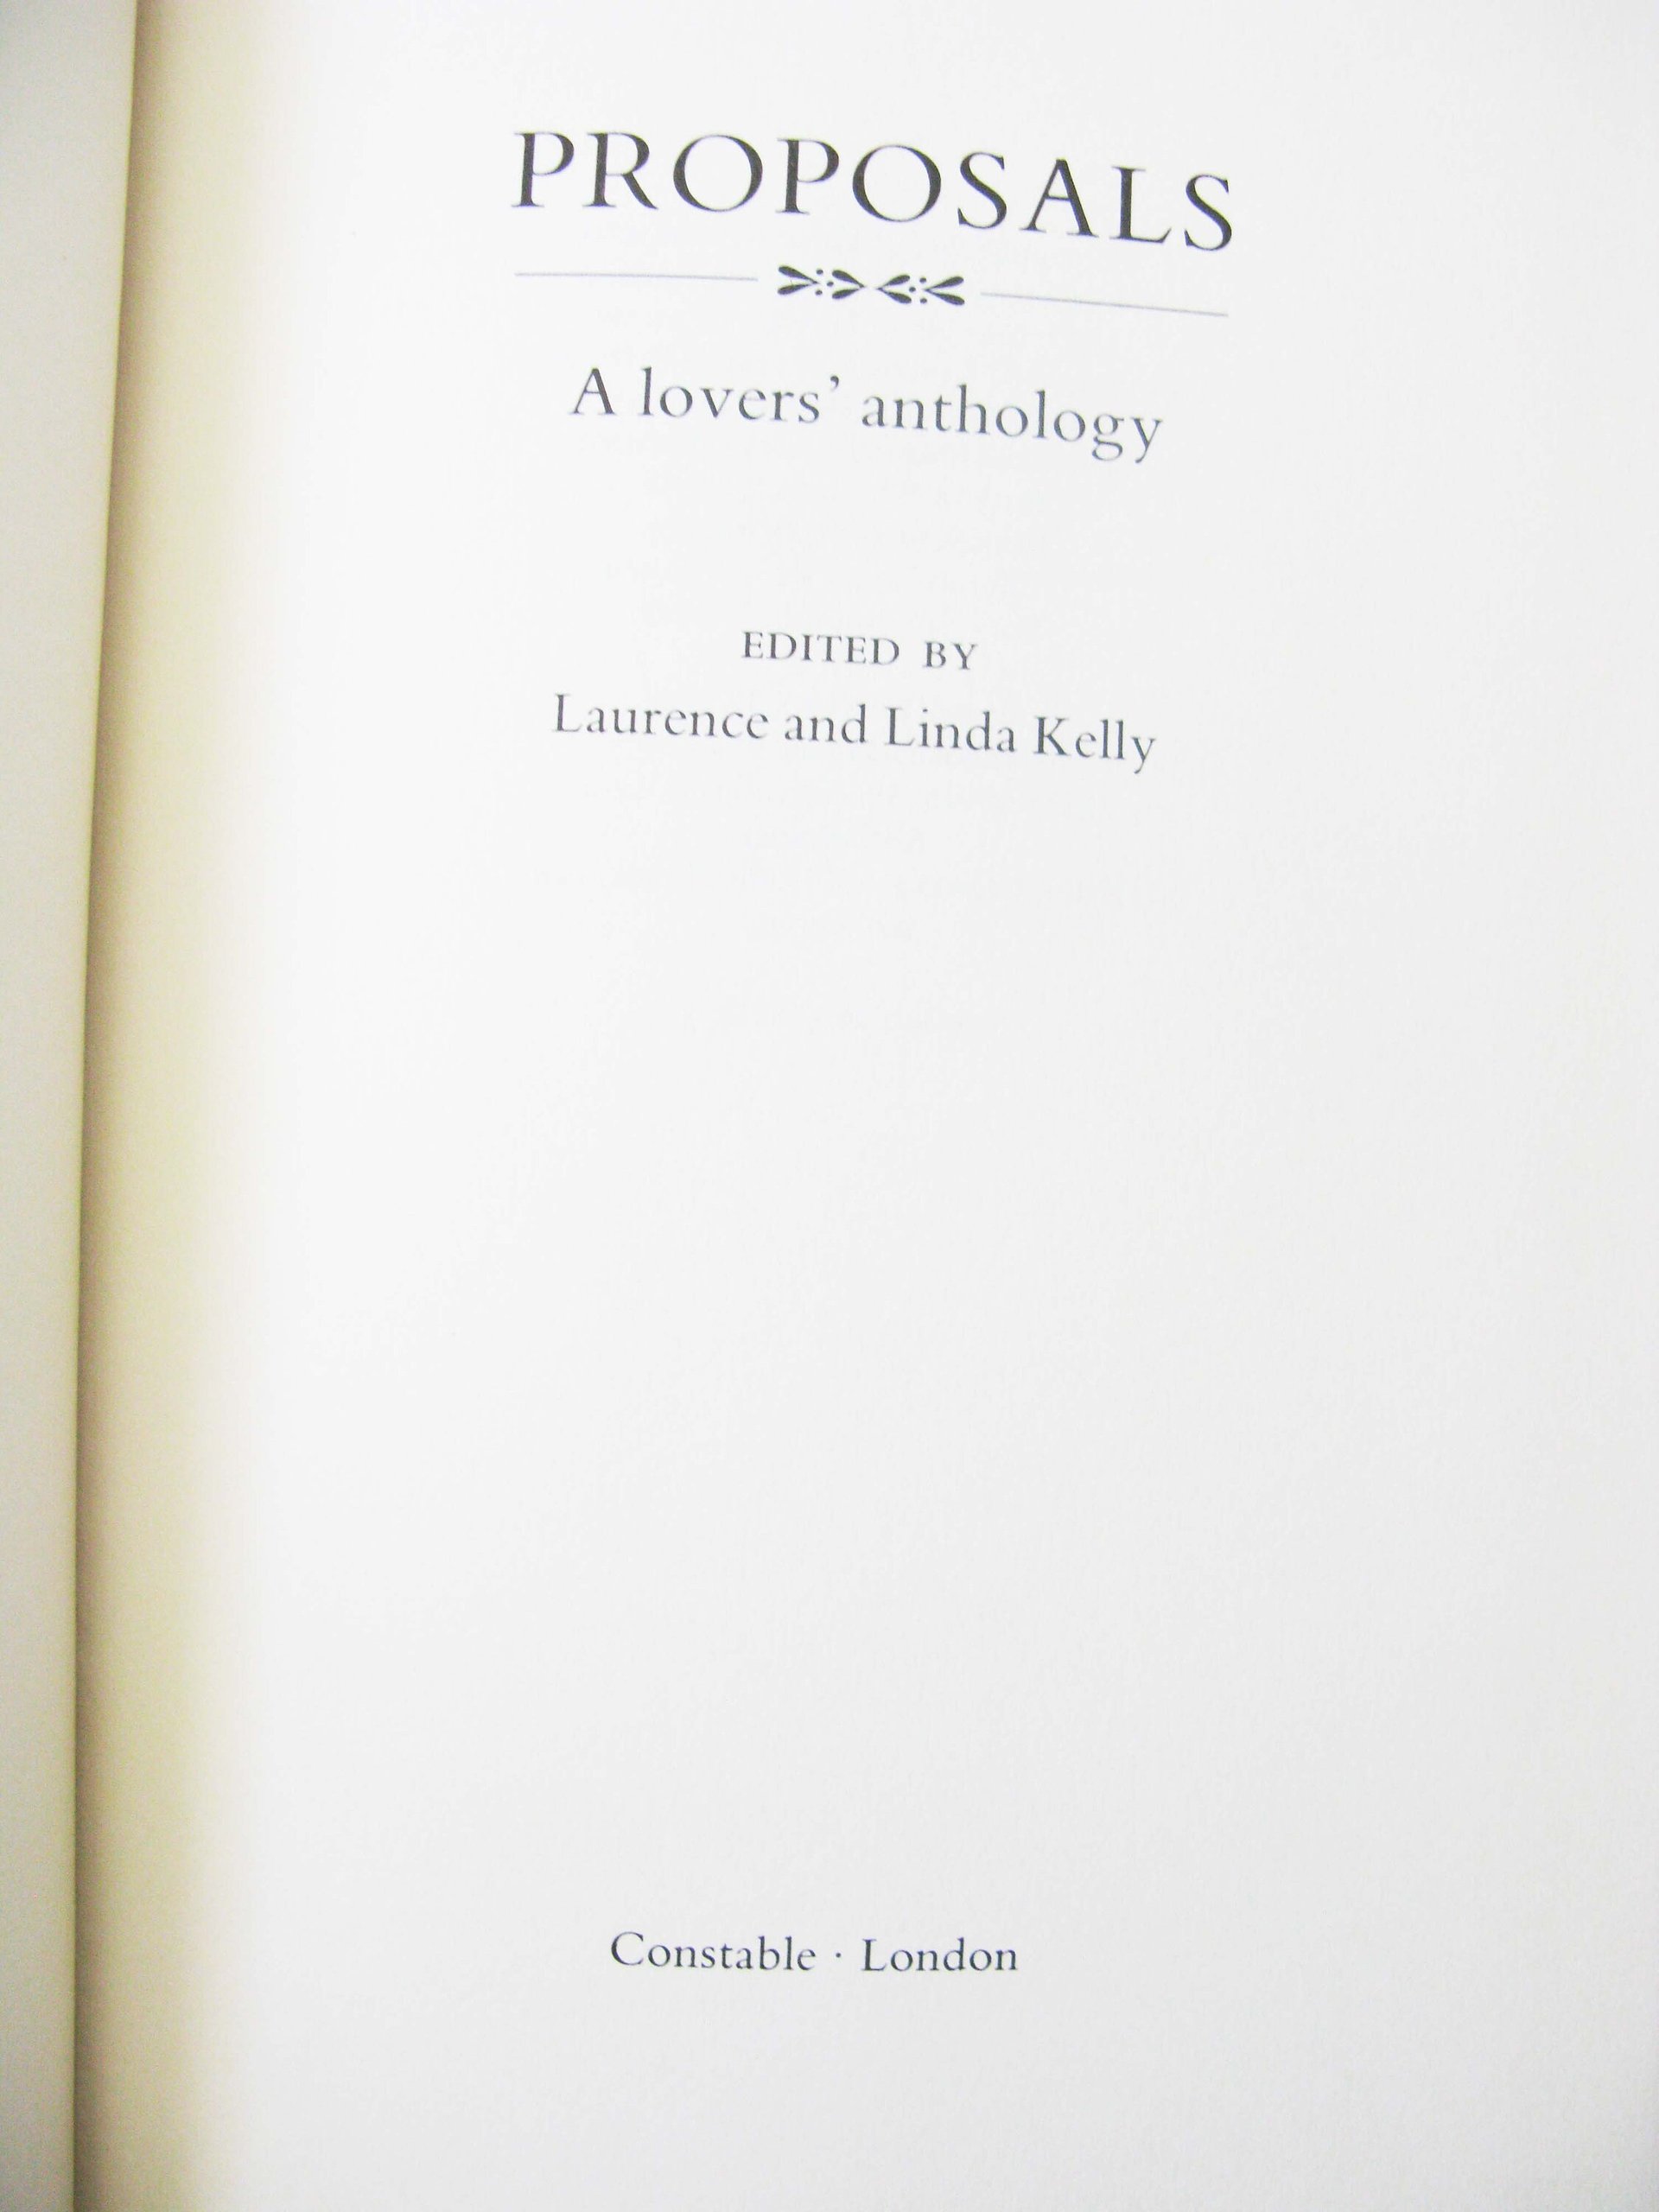 PROPOSALS
A lovers’ anthology
EDITED BY
Laurence and Linda Kelly
Constable · London